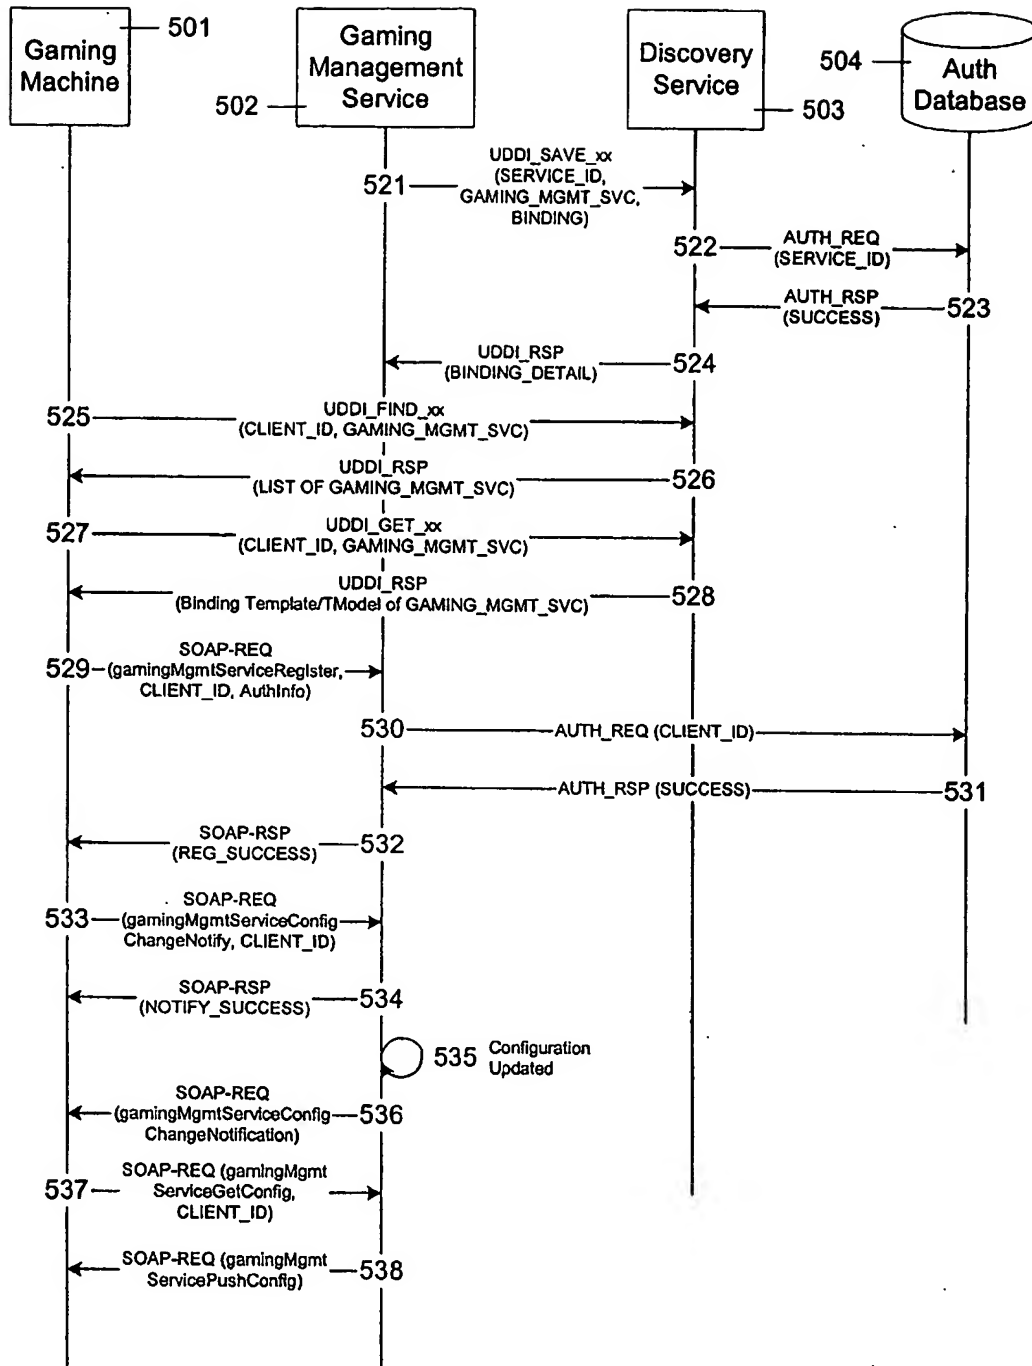 Gaming
Machine
501
Gaming
Management
Service
502
Discovery
Service
503
504
Auth
Database
521
UDDI_SAVE_xx
(SERVICE_ID,
GAMING_MGMT_SVC,
BINDING)
522
AUTH_REQ
(SERVICE_ID)
AUTH_RSP
(SUCCESS)
523
UDDI_RSP
(BINDING_DETAIL)
524
525
UDDI_FIND_xx
(CLIENT_ID, GAMING_MGMT_SVC)
UDDI_RSP
(LIST OF GAMING_MGMT_SVC)
526
527
UDDI_GET_xx
(CLIENT_ID, GAMING_MGMT_SVC)
UDDI_RSP
(Binding Template/TModel of GAMING_MGMT_SVC)
528
529
SOAP-REQ
(gamingMgmtServiceRegister,
CLIENT_ID, AuthInfo)
530
AUTH_REQ (CLIENT_ID)
AUTH_RSP (SUCCESS)
531
SOAP-RSP
(REG_SUCCESS)
532
533
SOAP-REQ
(gamingMgmtServiceConfig
ChangeNotify, CLIENT_ID)
SOAP-RSP
(NOTIFY_SUCCESS)
534
535
Configuration
Updated
SOAP-REQ
(gamingMgmtServiceConfig
ChangeNotification)
536
537
SOAP-REQ (gamingMgmt
ServiceGetConfig,
CLIENT_ID)
SOAP-REQ (gamingMgmt
ServicePushConfig)
538